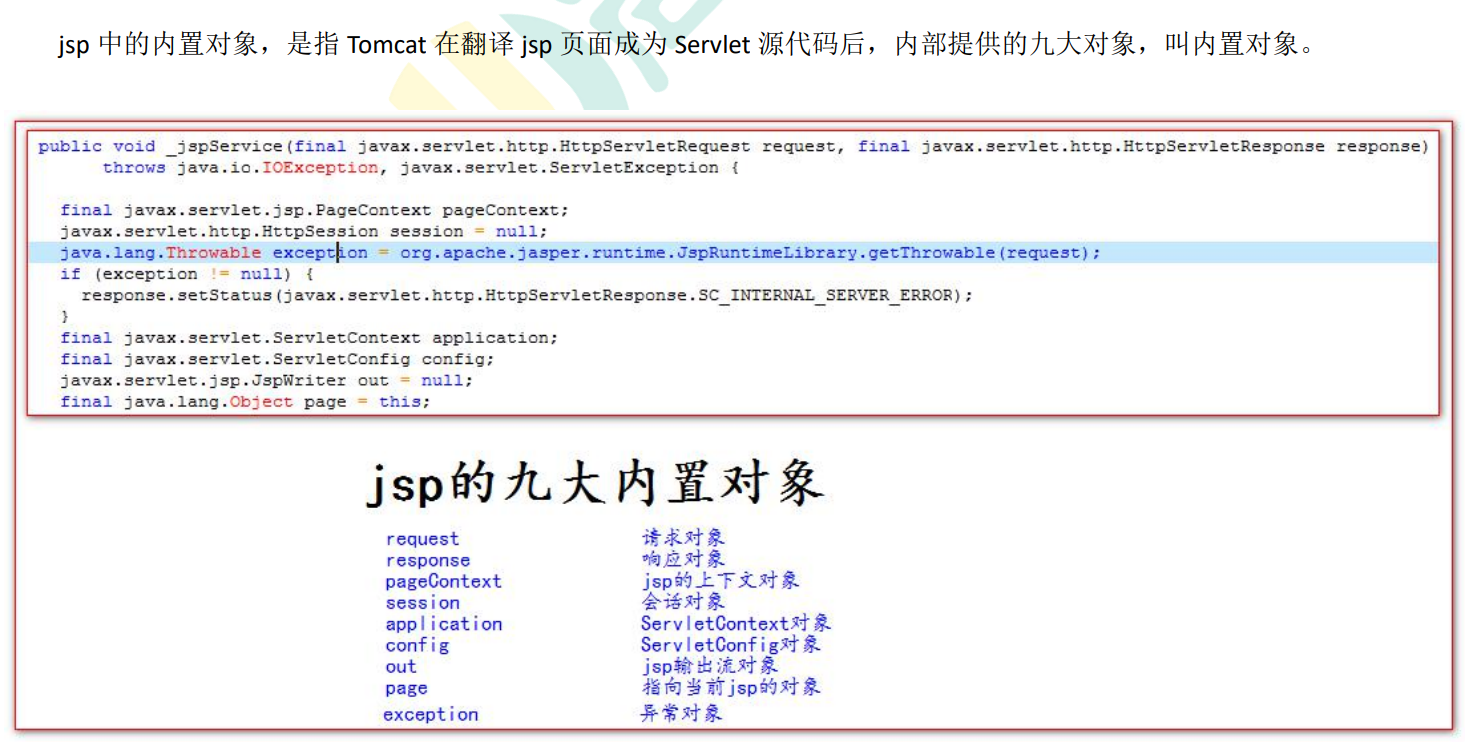 jsp 中的内置对象，是指 Tomcat 在翻译 jsp 页面成为 Servlet 源代码后，内部提供的九大对象，叫内置对象。
public void _jspService(final javax.servlet.http.HttpServletRequest request, final javax.servlet.http.HttpServletResponse response)
throws java.io.IOException, javax.servlet.ServletException {
final javax.servlet.jsp.PageContext pageContext;
javax.servlet.http.HttpSession session = null;
java.lang.Throwable exception = org.apache.jasper.runtime.JspRuntimeLibrary.getThrowable(request);
if (exception != null) {
response.setStatus(javax.servlet.http.HttpServletResponse.SC_INTERNAL_SERVER_ERROR);
}
final javax.servlet.ServletContext application;
final javax.servlet.ServletConfig config;
javax.servlet.jsp.JspWriter out = null;
final java.lang.Object page = this;
jsp的九大内置对象
request 请求对象
response 响应对象
pageContext jsp的上下文对象
session 会话对象
application ServletContext对象
config ServletConfig对象
out jsp输出流对象
page 指向当前jsp的对象
exception 异常对象